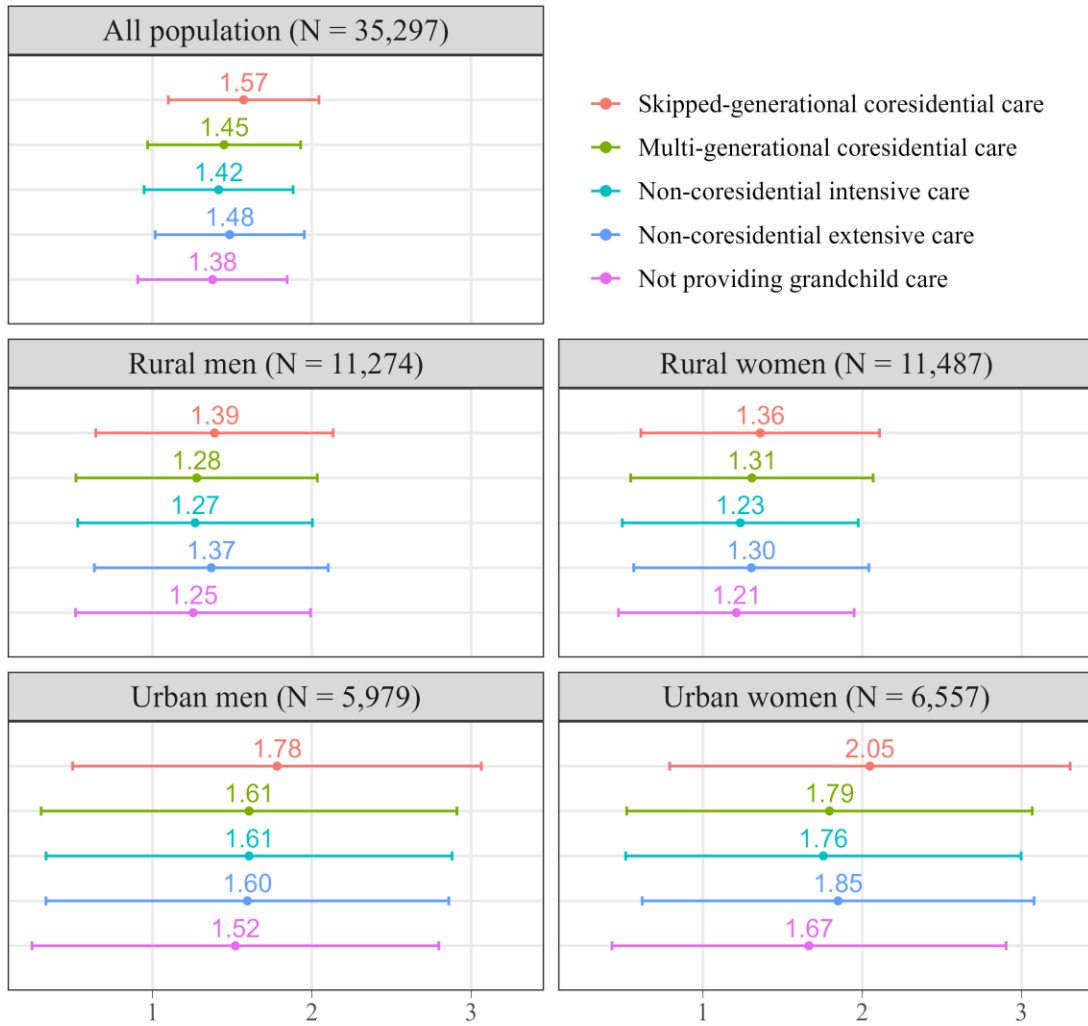 All population (N = 35,297)
1.57
1.45
1.42
1.48
1.38
Skipped-generational coresidential care
Multi-generational coresidential care
Non-coresidential intensive care
Non-coresidential extensive care
Not providing grandchild care
Rural men (N = 11,274)
1.39
1.28
1.27
1.37
1.25
Rural women (N = 11,487)
1.36
1.31
1.23
1.30
1.21
Urban men (N = 5,979)
1.78
1.61
1.61
1.60
1.52
1 2 3
Urban women (N = 6,557)
2.05
1.79
1.76
1.85
1.67
1 2 3